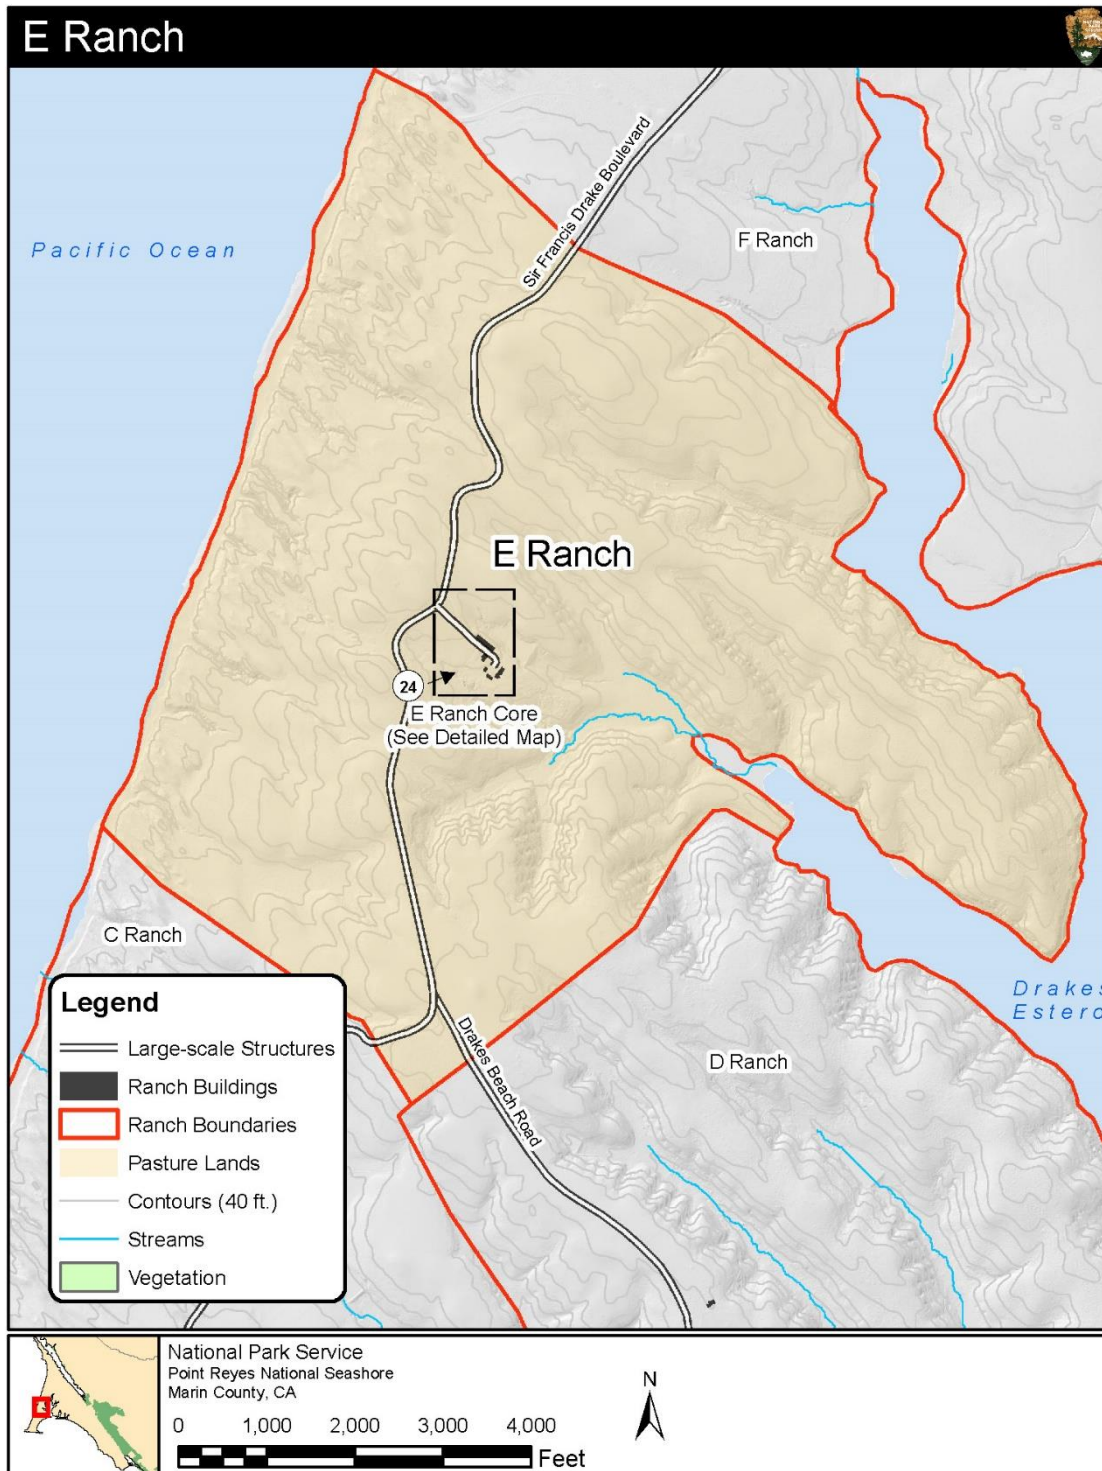 E Ranch
Sir Francis Drake Boulevard
Pacific Ocean
F Ranch
E Ranch
24
E Ranch Core
(See Detailed Map)
C Ranch
Drakes
Estero
Drakes Beach Road
D Ranch
Legend
Large-scale Structures
Ranch Buildings
Ranch Boundaries
Pasture Lands
Contours (40 ft.)
Streams
Vegetation
National Park Service
Point Reyes National Seashore
Marin County, CA
0 1,000 2,000 3,000 4,000
Feet
N